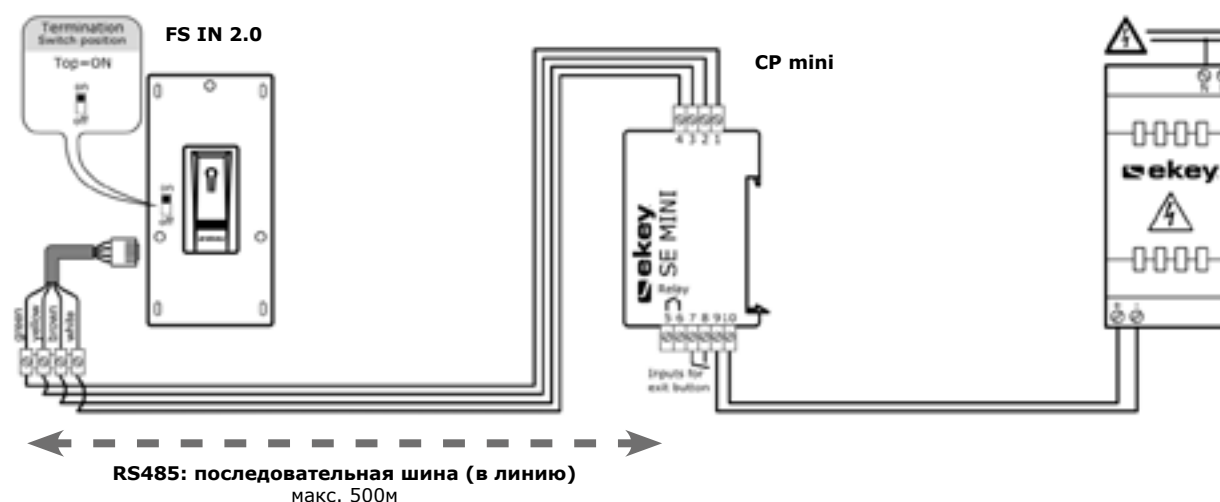 Termination
Switch position
Top=ON
ON
FS IN 2.0
CP mini
ON
4 3 2 1
ekey
SE MINI
Relay
5 6 7 8 9 10
Inputs for
exit button
ekey
green
yellow
brown
white
RS485: последовательная шина (в линию)
макс. 500м